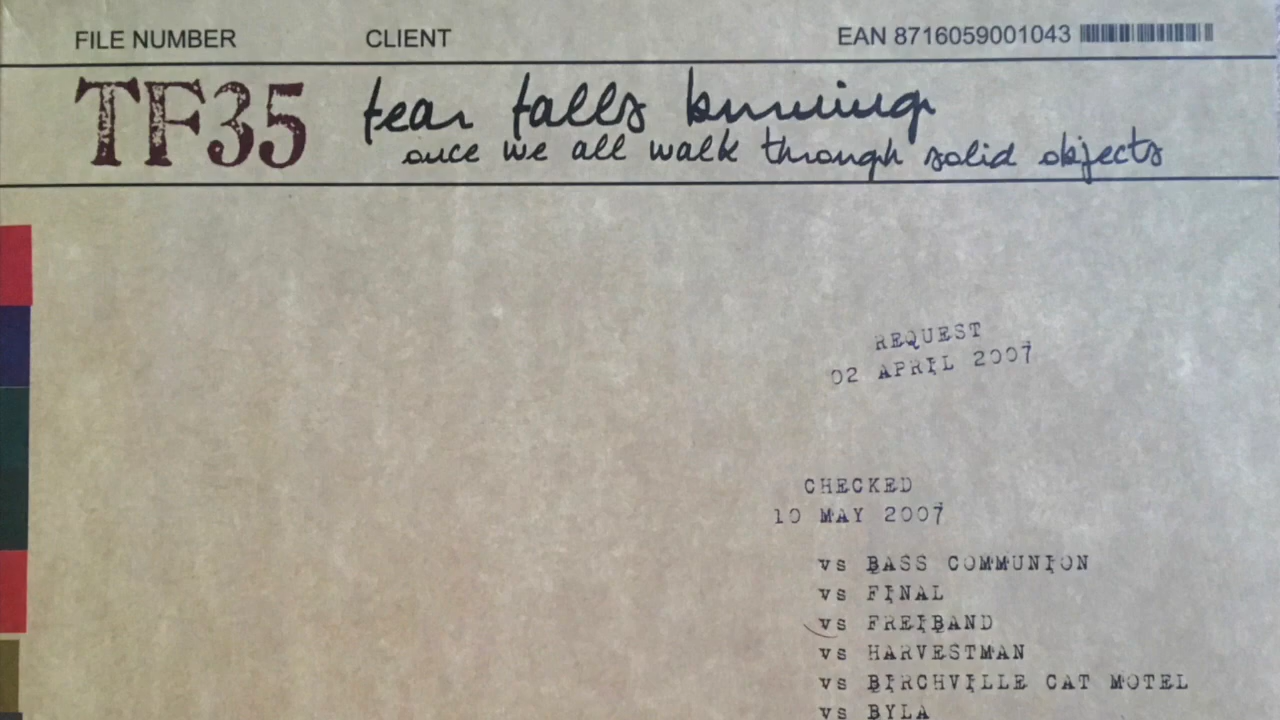 FILE NUMBER CLIENT EAN 8716059001043
TF35 fear falls burning
once we all walk through solid objects
REQUEST
02 APRIL 2007
CHECKED
10 MAY 2007
vs BASS COMMUNION
vs FINAL
vs FREIBAND
vs HARVESTMAN
vs BIRCHVILLE CAT MOTEL
vs BYLA